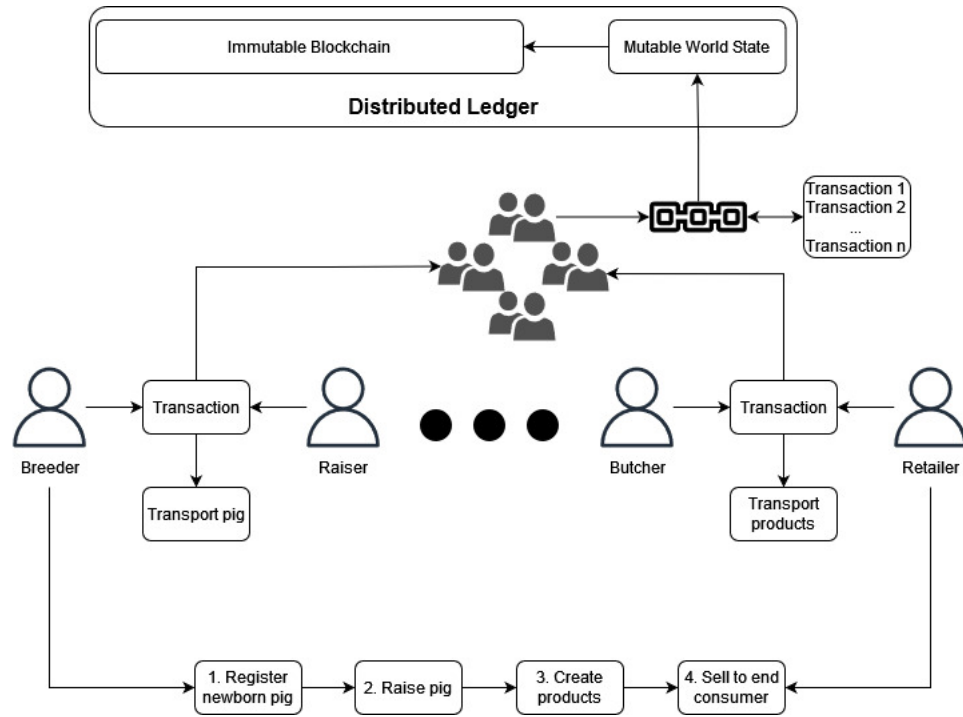 Immutable Blockchain
Mutable World State
Distributed Ledger
Transaction 1
Transaction 2
...
Transaction n
Transaction
Transaction
Breeder
Raiser
Butcher
Retailer
Transport pig
Transport
products
1. Register
newborn pig
2. Raise pig
3. Create
products
4. Sell to end
consumer